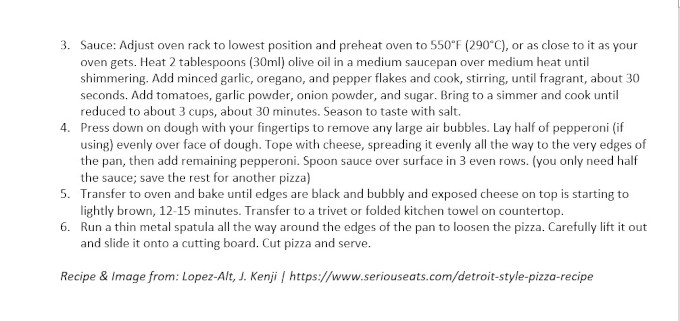 3. Sauce: Adjust oven rack to lowest position and preheat oven to 550°F (290°C), or as close to it as your
oven gets. Heat 2 tablespoons (30ml) olive oil in a medium saucepan over medium heat until
shimmering. Add minced garlic, oregano, and pepper flakes and cook, stirring, until fragrant, about 30
seconds. Add tomatoes, garlic powder, onion powder, and sugar. Bring to a simmer and cook until
reduced to about 3 cups, about 30 minutes. Season to taste with salt.
4. Press down on dough with your fingertips to remove any large air bubbles. Lay half of pepperoni (if
using) evenly over face of dough. Tope with cheese, spreading it evenly all the way to the very edges of
the pan, then add remaining pepperoni. Spoon sauce over surface in 3 even rows. (you only need half
the sauce; save the rest for another pizza)
5. Transfer to oven and bake until edges are black and bubbly and exposed cheese on top is starting to
lightly brown, 12-15 minutes. Transfer to a trivet or folded kitchen towel on countertop.
6. Run a thin metal spatula all the way around the edges of the pan to loosen the pizza. Carefully lift it out
and slide it onto a cutting board. Cut pizza and serve.
Recipe & Image from: Lopez-Alt, J. Kenji | https://www.seriouseats.com/detroit-style-pizza-recipe